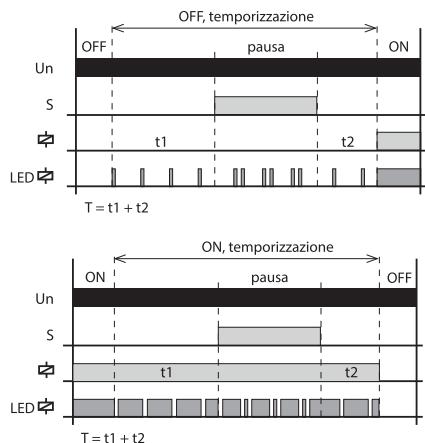 OFF, temporizzazione
OFF pausa ON
Un
S
t1 t2
LED
T = t1 + t2
ON, temporizzazione
ON pausa OFF
Un
S
t1 t2
LED
T = t1 + t2